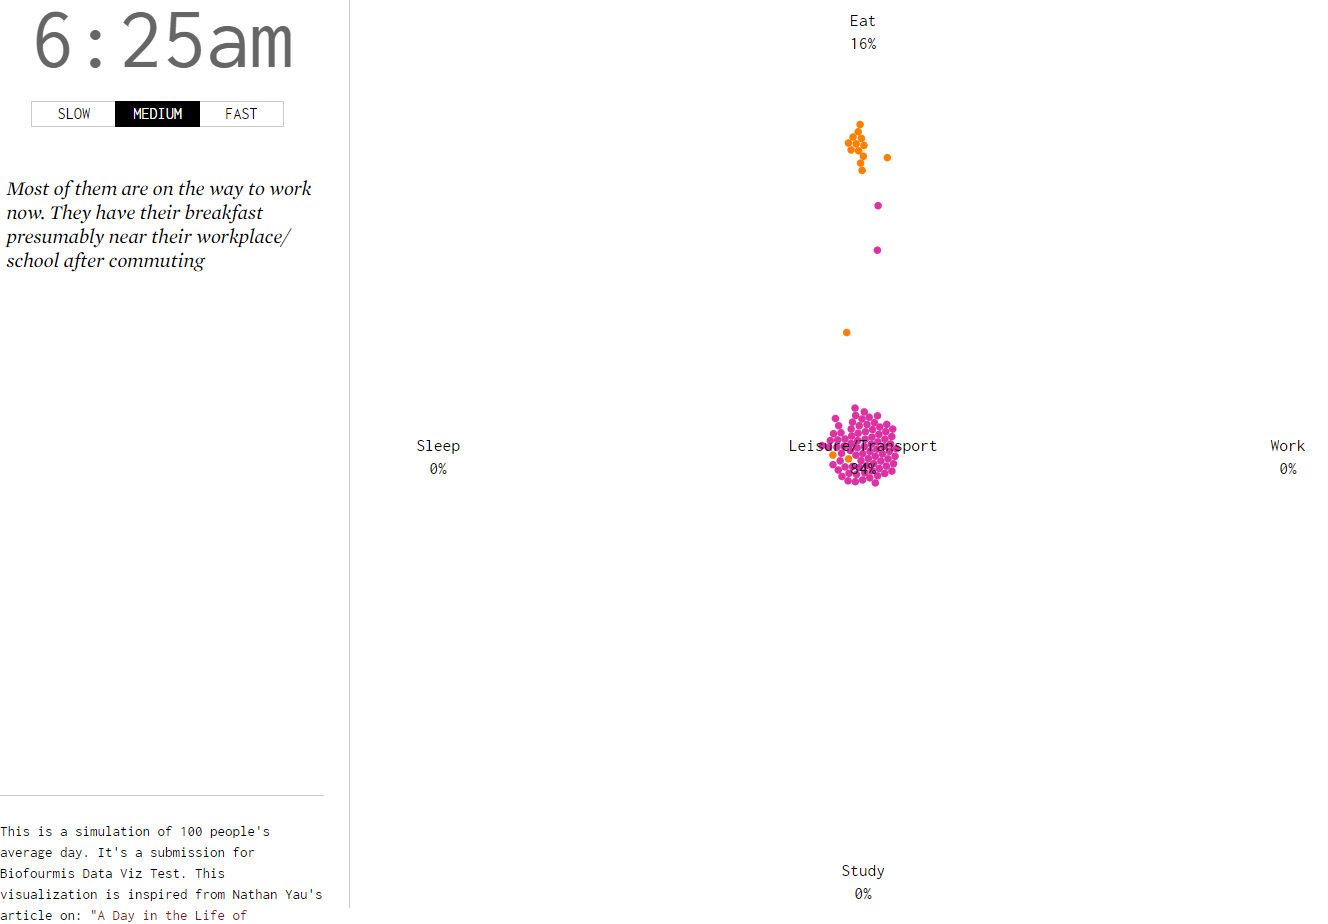 6:25am
SLOW MEDIUM FAST
Most of them are on the way to work
now. They have their breakfast
presumably near their workplace/
school after commuting
Eat
16%
Sleep
0%
Leisure/Transport
84%
Work
0%
Study
0%
This is a simulation of 100 people's
average day. It's a submission for
Biofourmis Data Viz Test. This
visualization is inspired from Nathan Yau's
article on: "A Day in the Life of